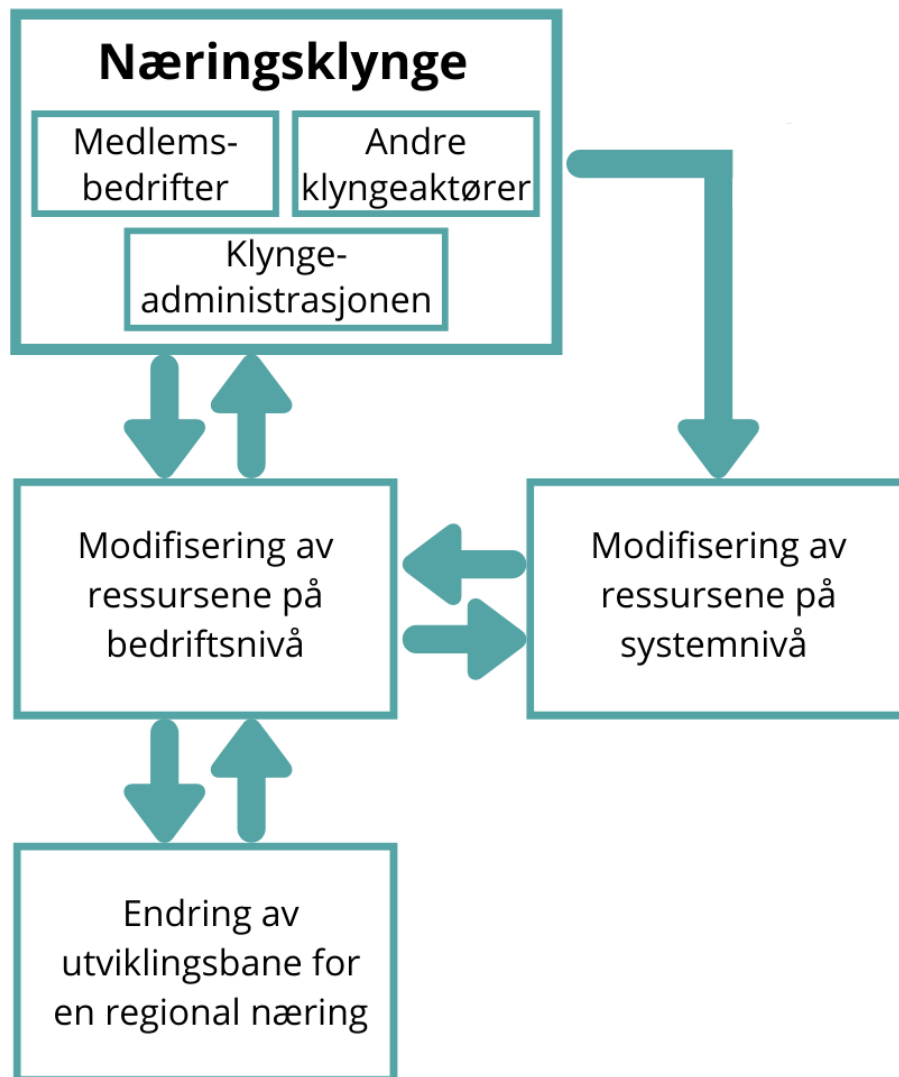 Næringsklynge
Medlems-
bedrifter
Andre
klyngeaktører
Klynge-
administrasjonen
Modifisering av
ressursene på
bedriftsnivå
Modifisering av
ressursene på
systemnivå
Endring av
utviklingsbane for
en regional næring